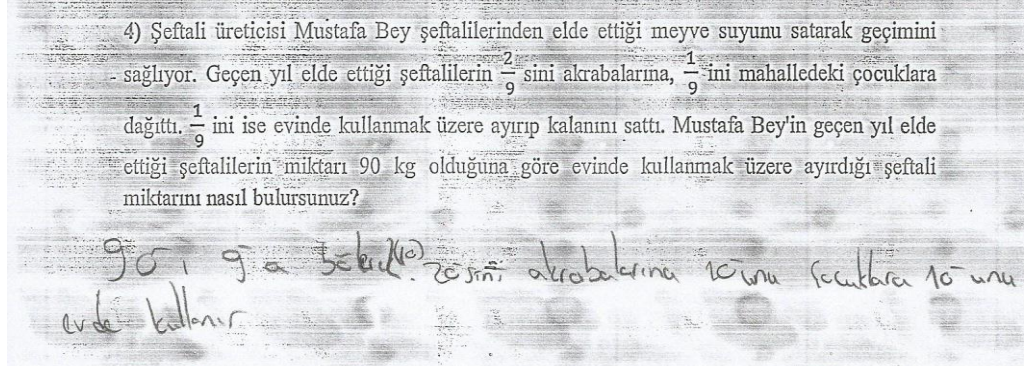 4) Şeftali üreticisi Mustafa Bey şeftalilerinden elde ettiği meyve suyunu satarak geçimini
sağlıyor. Geçen yıl elde ettiği şeftalilerin 2/9 sini akrabalarına, 1/9 ini mahalledeki çocuklara
dağıttı. 1/9 ini ise evinde kullanmak üzere ayırıp kalanını sattı. Mustafa Bey'in geçen yıl elde
ettiği şeftalilerin miktarı 90 kg olduğuna göre evinde kullanmak üzere ayırdığı şeftali
miktarını nasıl bulursunuz?
90'ı 9 a (10) 20 sini akrabalarına 10 unu çocuklara 10 unu
evde kullanır